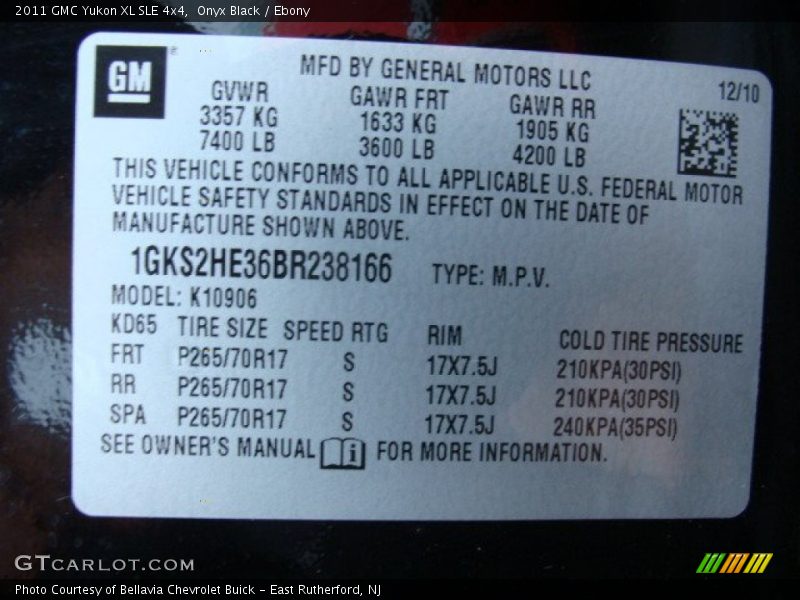 2011 GMC Yukon XL SLE 4x4, Onyx Black / Ebony
GM
®
MFD BY GENERAL MOTORS LLC
12/10
GVWR GAWR FRT GAWR RR
3357 KG 1633 KG 1905 KG
7400 LB 3600 LB 4200 LB
THIS VEHICLE CONFORMS TO ALL APPLICABLE U.S. FEDERAL MOTOR
VEHICLE SAFETY STANDARDS IN EFFECT ON THE DATE OF
MANUFACTURE SHOWN ABOVE.
1GKS2HE36BR238166 TYPE: M.P.V.
MODEL: K10906
KD65 TIRE SIZE SPEED RTG RIM COLD TIRE PRESSURE
FRT P265/70R17 S 17X7.5J 210KPA(30PSI)
RR P265/70R17 S 17X7.5J 210KPA(30PSI)
SPA P265/70R17 S 17X7.5J 240KPA(35PSI)
SEE OWNER'S MANUAL i FOR MORE INFORMATION.
GTCARLOT.COM
Photo Courtesy of Bellavia Chevrolet Buick - East Rutherford, NJ